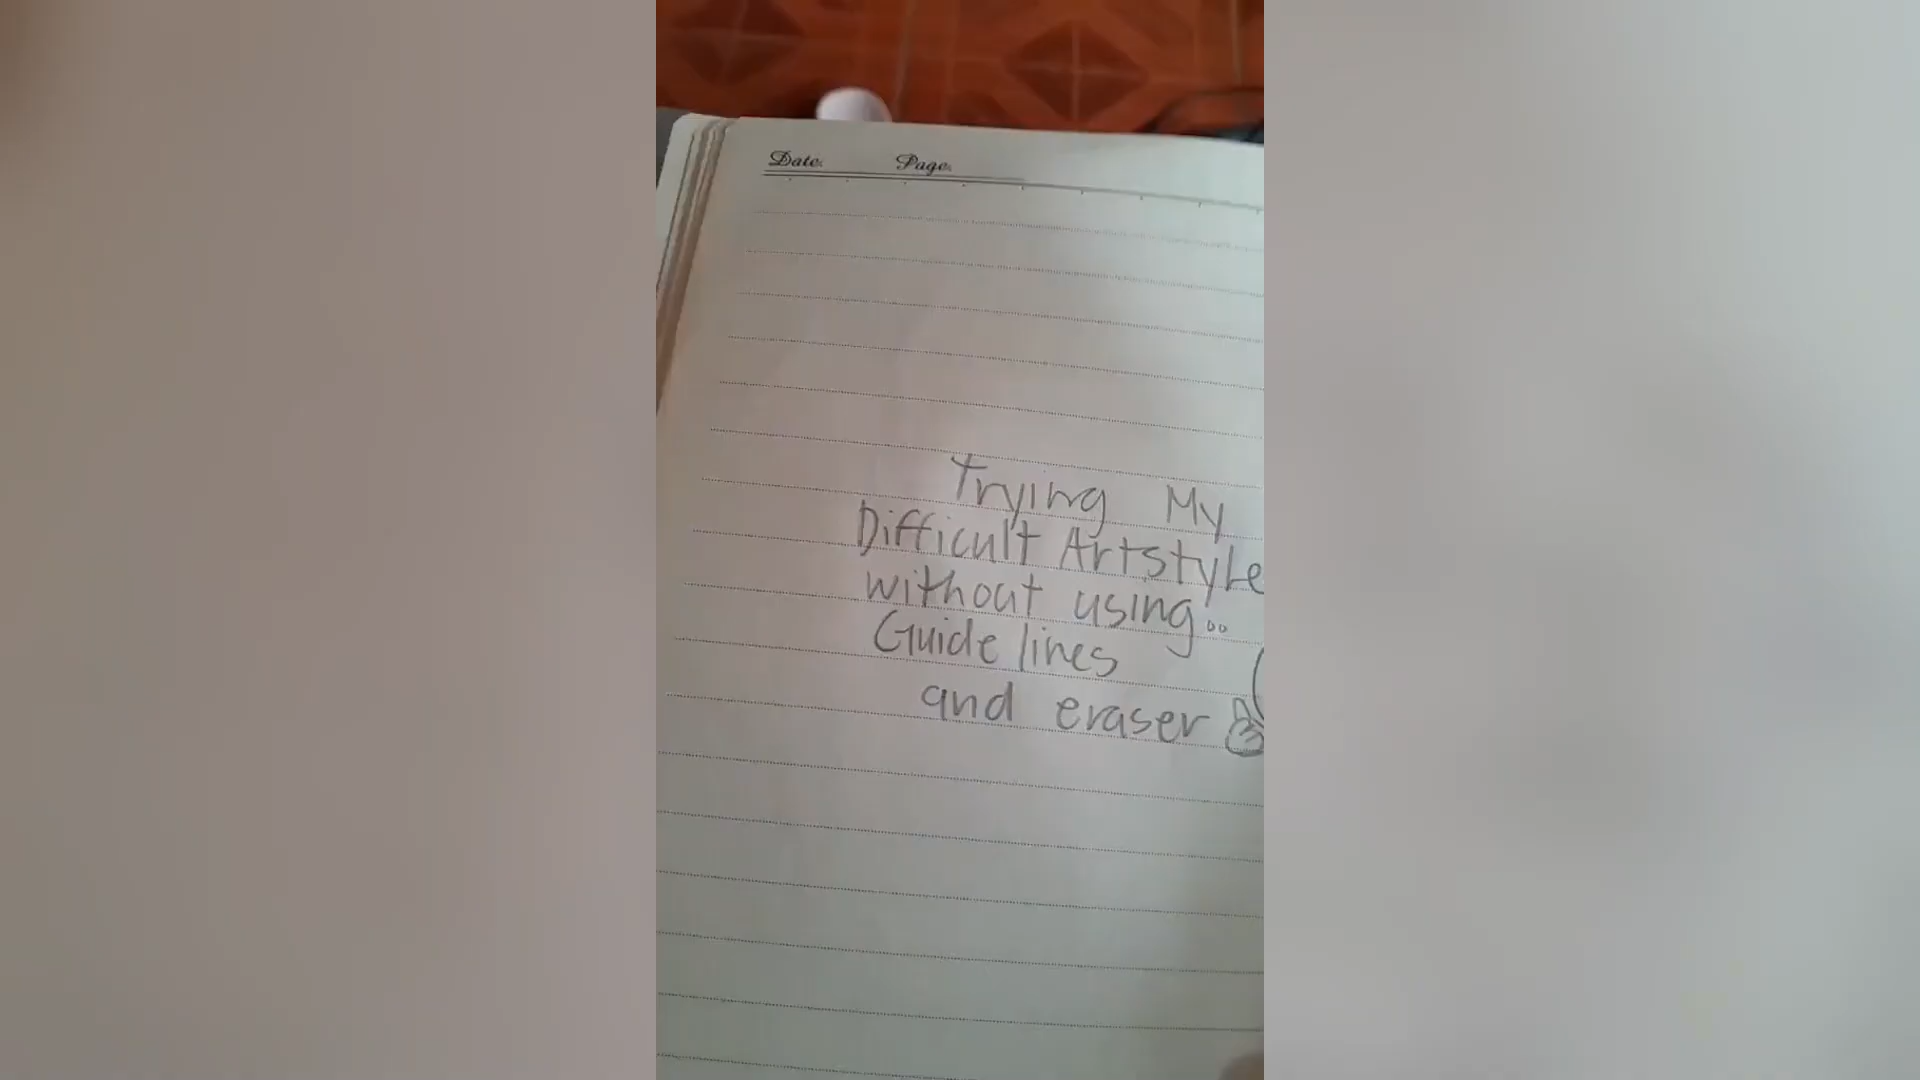 Date: Page:
Trying My
Difficult Artstyle
without using..
Guide lines
and eraser